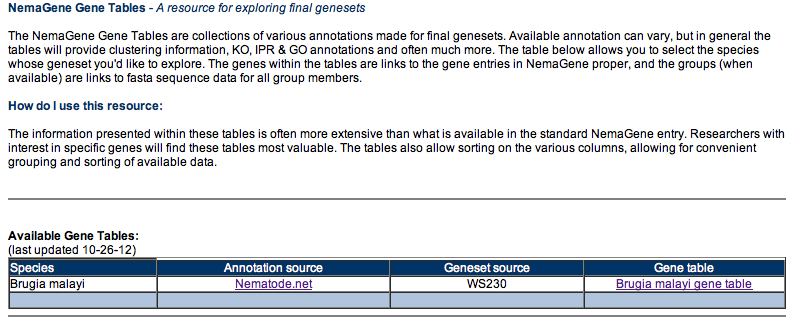 NemaGene Gene Tables - A resource for exploring final genesets
The NemaGene Gene Tables are collections of various annotations made for final genesets. Available annotation can vary, but in general the
tables will provide clustering information, KO, IPR & GO annotations and often much more. The table below allows you to select the species
whose geneset you'd like to explore. The genes within the tables are links to the gene entries in NemaGene proper, and the groups (when
available) are links to fasta sequence data for all group members.
How do I use this resource:
The information presented within these tables is often more extensive than what is available in the standard NemaGene entry. Researchers with
interest in specific genes will find these tables most valuable. The tables also allow sorting on the various columns, allowing for convenient
grouping and sorting of available data.
Available Gene Tables:
(last updated 10-26-12)
Species Annotation source Geneset source Gene table
Brugia malayi Nematode.net WS230 Brugia malayi gene table